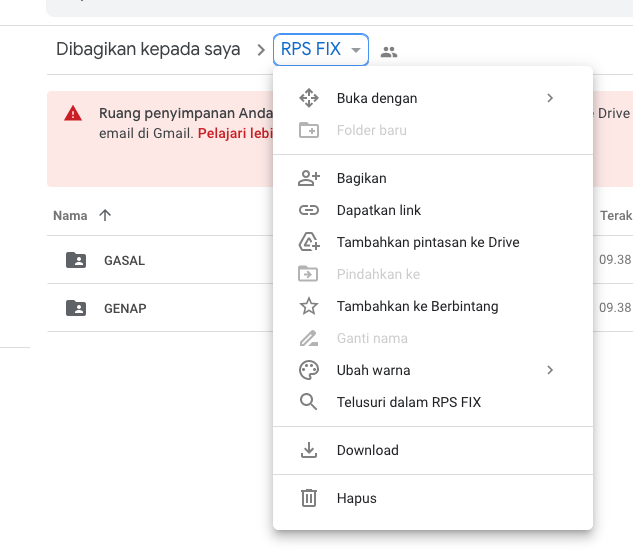 Dibagikan kepada saya
RPS FIX
Ruang penyimpanan Anda
Drive
email di Gmail. Pelajari
Buka dengan
Folder baru
Bagikan
Dapatkan link
Tambahkan pintasan ke Drive
Pindahkan ke
Tambahkan ke Berbintang
Ganti nama
Ubah warna
Telusuri dalam RPS FIX
Download
Hapus
Nama
GASAL
09.38
GENAP
09.38